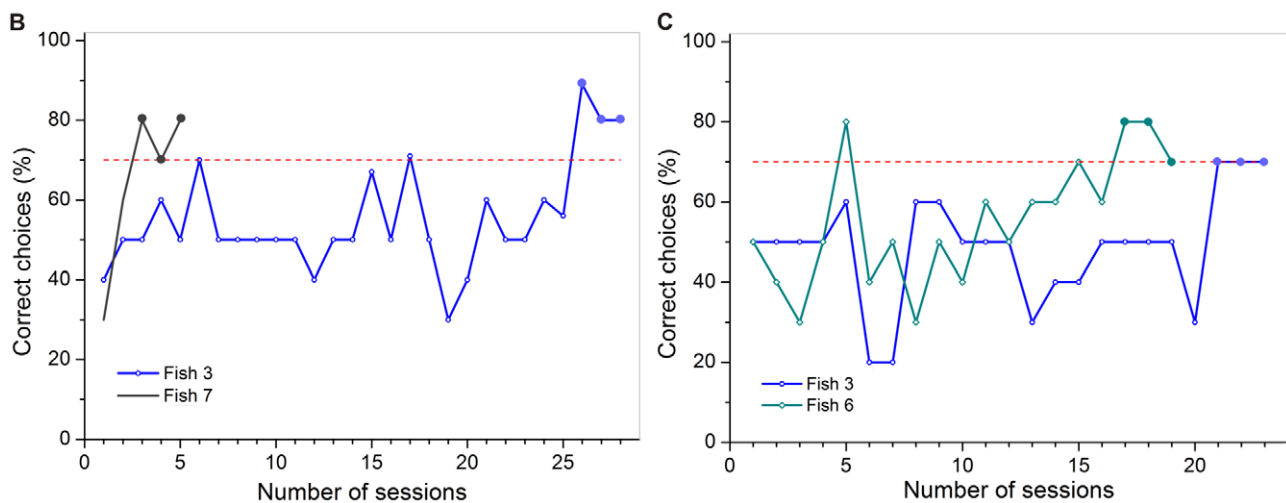 B
100
80
60
40
20
0
Correct choices (%)
Fish 3
Fish 7
0 5 10 15 20 25
Number of sessions
C
100
80
60
40
20
0
Correct choices (%)
Fish 3
Fish 6
0 5 10 15 20
Number of sessions